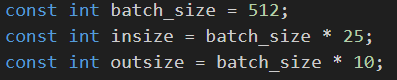 const int batch_size = 512;
const int insize = batch_size * 25;
const int outsize = batch_size * 10;